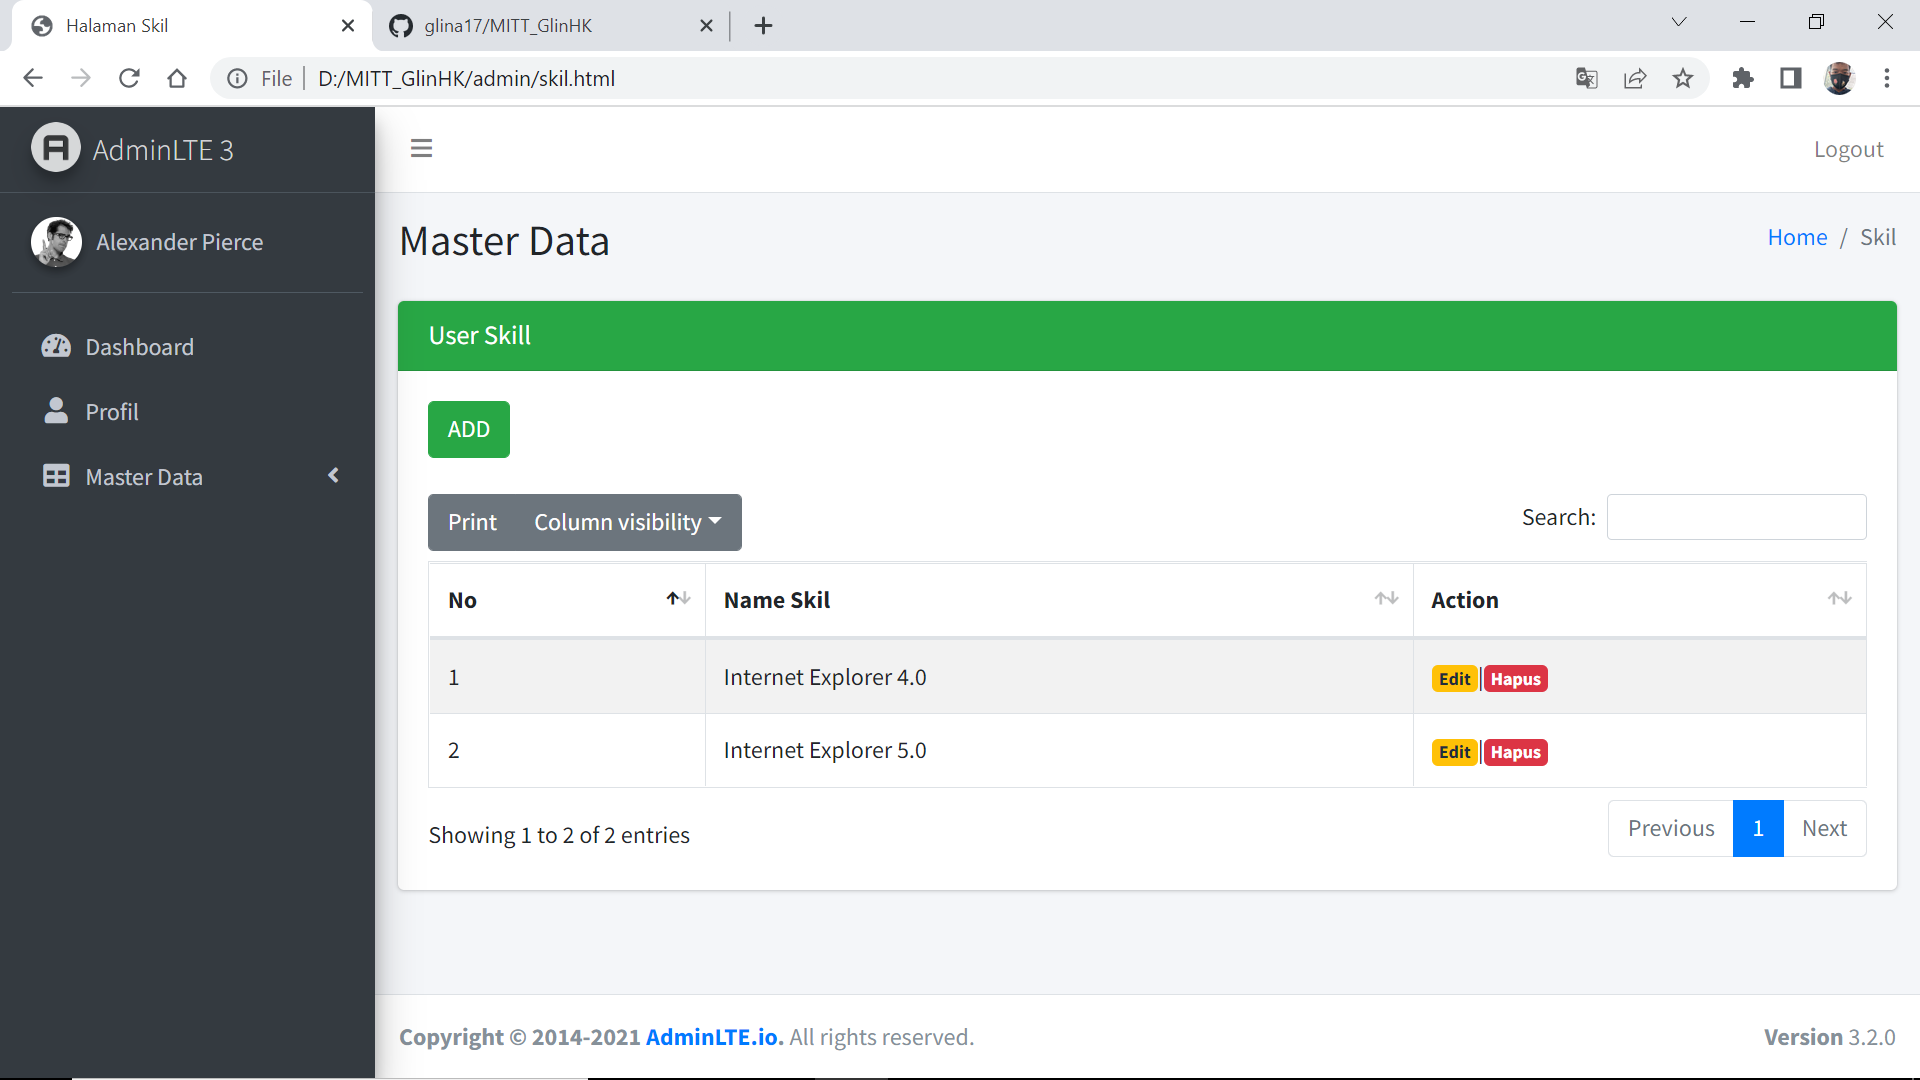 Halaman Skil
glina17/MITT_GlinHK
File
D:/MITT_GlinHK/admin/skil.html
AdminLTE 3
Logout
Alexander Pierce
Master Data
Home / Skil
Dashboard
Profil
Master Data
User Skill
ADD
Print
Column visibility
Search:
No
Name Skil
Action
1
Internet Explorer 4.0
Edit|Hapus
2
Internet Explorer 5.0
Edit|Hapus
Showing 1 to 2 of 2 entries
Previous
1
Next
Copyright © 2014-2021 AdminLTE.io. All rights reserved.
Version 3.2.0